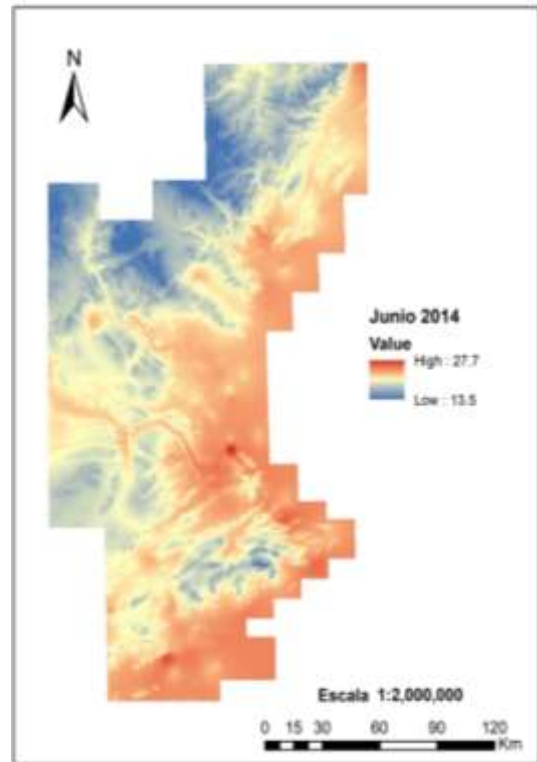 N
Junio 2014
Value
High : 27.7
Low : 13.5
Escala 1:2,000,000
0 15 30 60 90 120
Km